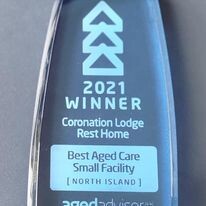 2021
WINNER
Coronation Lodge
Rest Home
Best Aged Care
Small Facility
[ NORTH ISLAND ]
agedadvisor